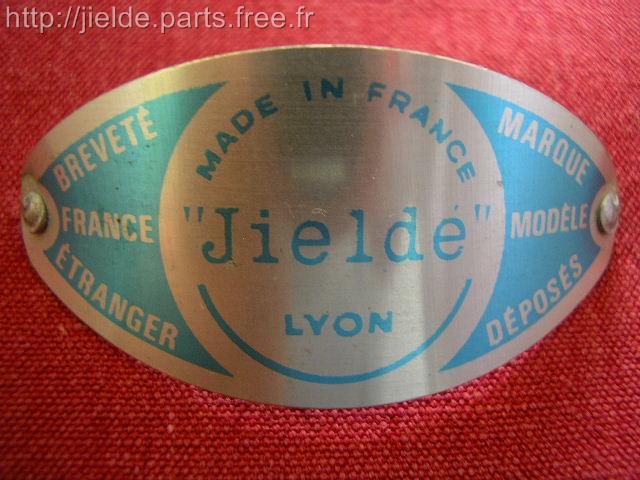 http://jielde.parts.free.fr
MADE IN FRANCE
"Jieldé"
LYON
BREVETÉ
FRANCE
ÉTRANGER
MARQUE
MODÈLE
DÉPOSÉS